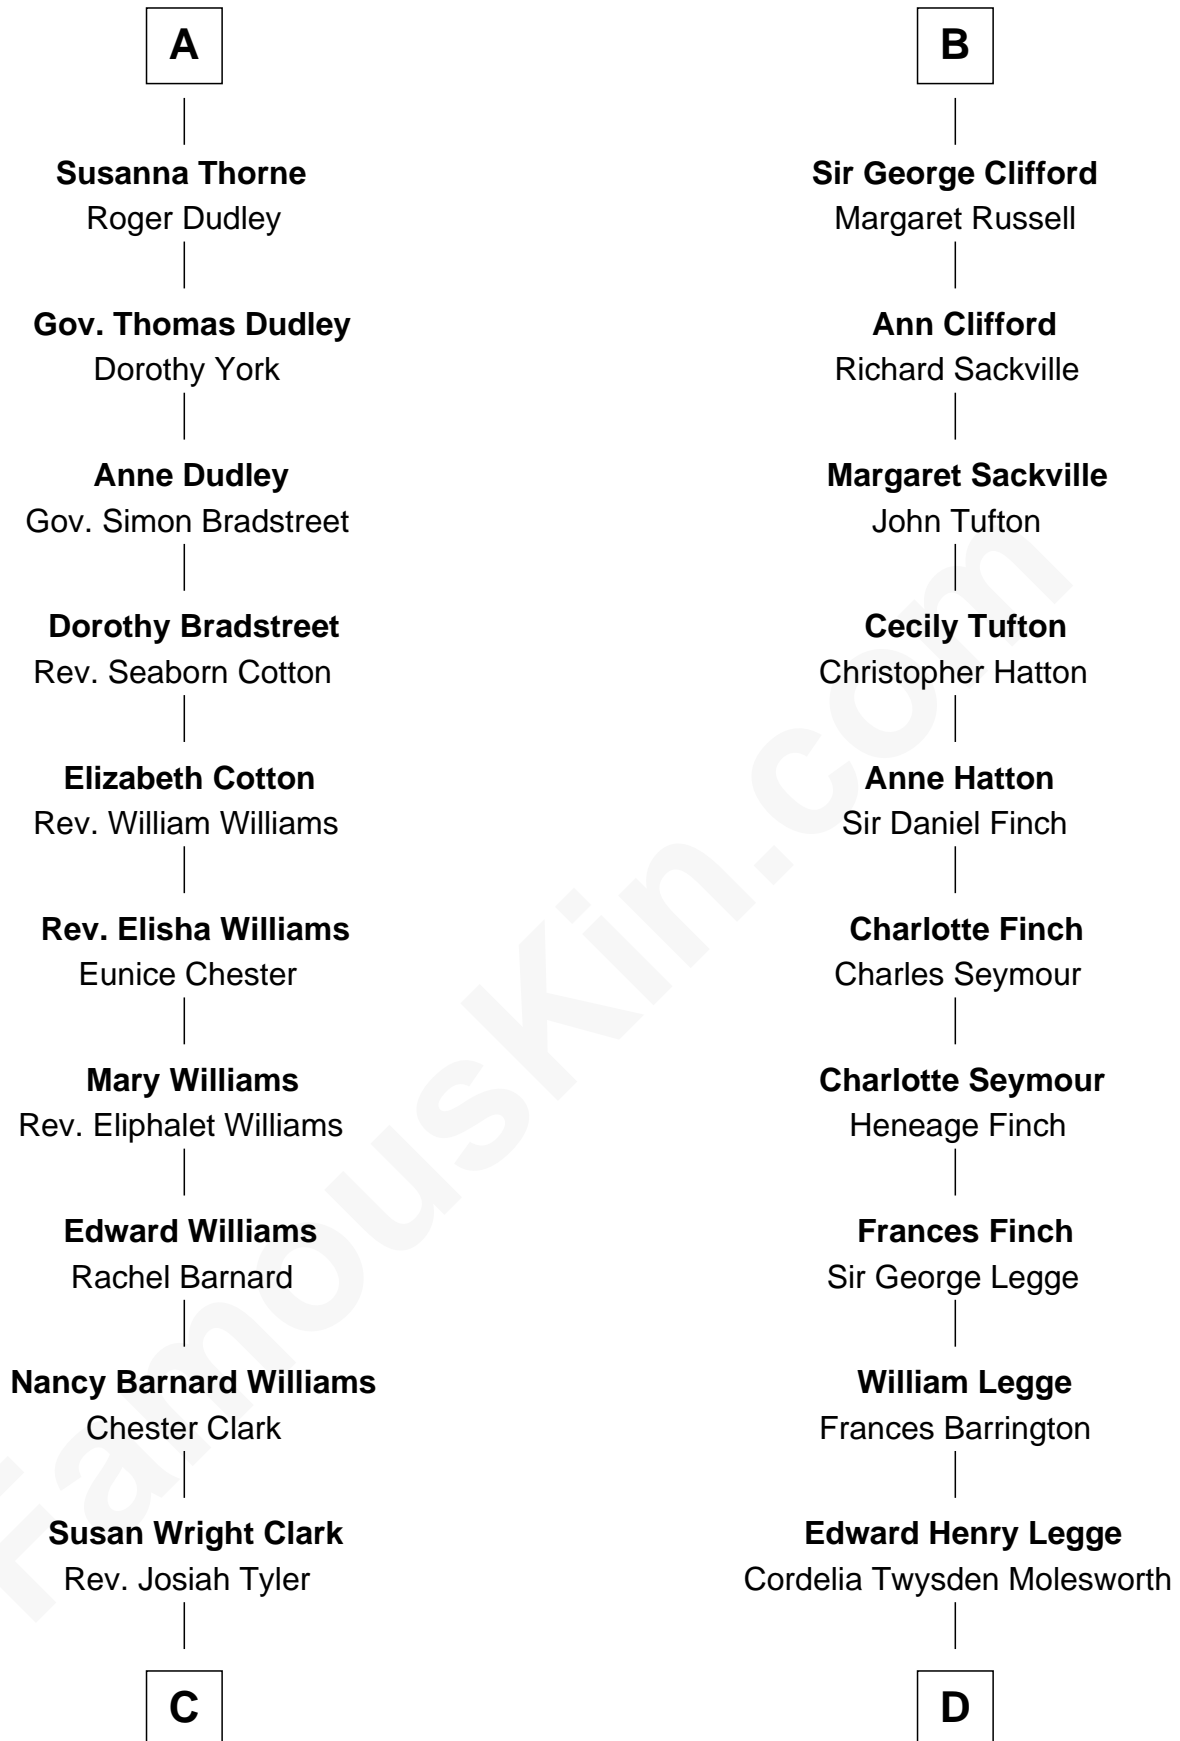 A
Susanna Thorne
Roger Dudley
Gov. Thomas Dudley
Dorothy York
Anne Dudley
Gov. Simon Bradstreet
Dorothy Bradstreet
Rev. Seaborn Cotton
Elizabeth Cotton
Rev. William Williams
Rev. Elisha Williams
Eunice Chester
Mary Williams
Rev. Eliphalet Williams
Edward Williams
Rachel Barnard
Nancy Barnard Williams
Chester Clark
Susan Wright Clark
Rev. Josiah Tyler
C
B
Sir George Clifford
Margaret Russell
Ann Clifford
Richard Sackville
Margaret Sackville
John Tufton
Cecily Tufton
Christopher Hatton
Anne Hatton
Sir Daniel Finch
Charlotte Finch
Charles Seymour
Charlotte Seymour
Heneage Finch
Frances Finch
Sir George Legge
William Legge
Frances Barrington
Edward Henry Legge
Cordelia Twysden Molesworth
D
FamousKin.com